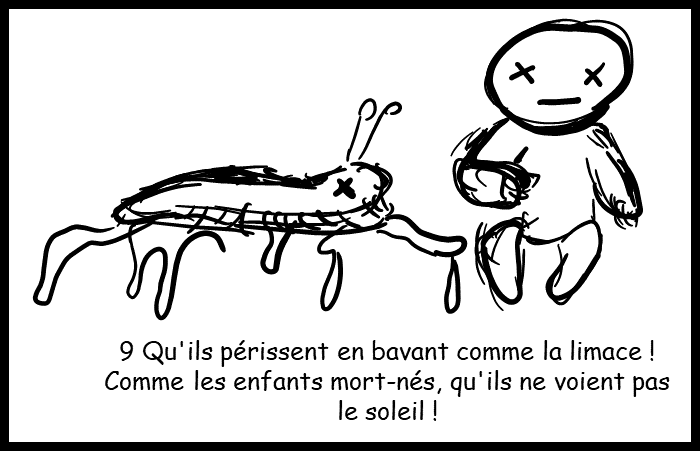 9 Qu'ils périssent en bavant comme la limace !
Comme les enfants mort-nés, qu'ils ne voient pas
le soleil !